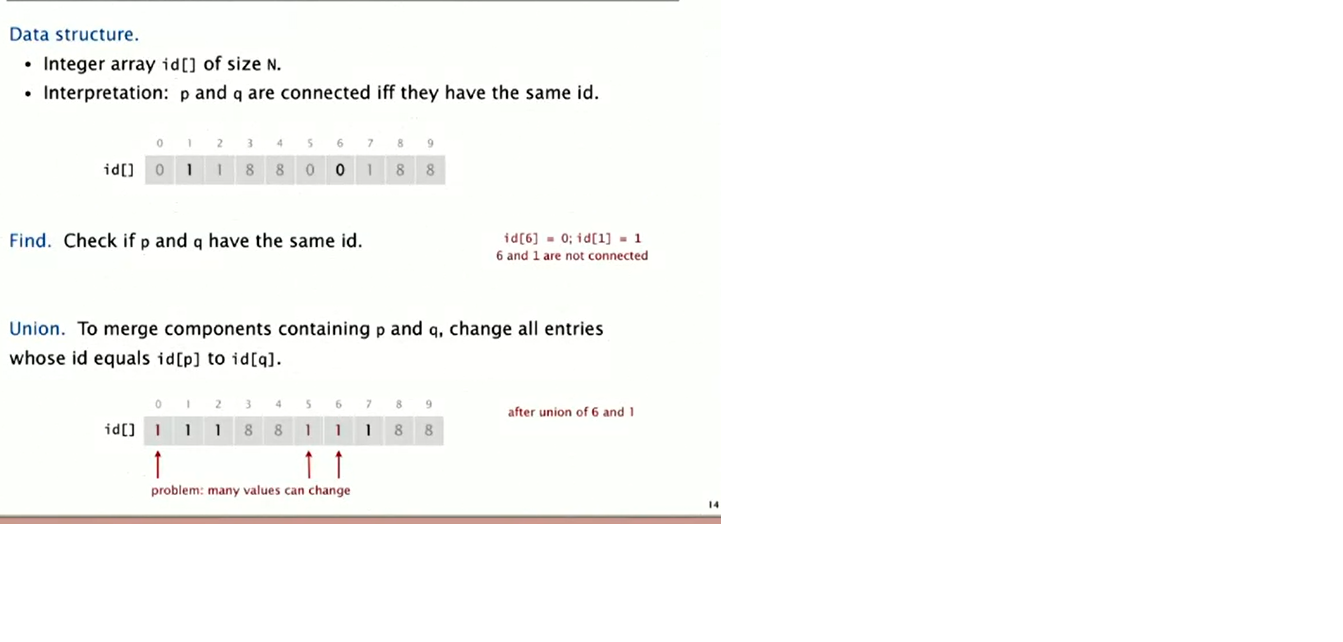 Data structure.
• Integer array id[] of size N.
• Interpretation: p and q are connected iff they have the same id.
0 1 2 3 4 5 6 7 8 9
id[] 0 1 1 8 8 0 0 1 8 8
Find. Check if p and q have the same id.
id[6] = 0; id[1] = 1
6 and 1 are not connected
Union. To merge components containing p and q, change all entries
whose id equals id[p] to id[q].
0 1 2 3 4 5 6 7 8 9
id[] 1 1 1 8 8 1 1 1 8 8
after union of 6 and 1
problem: many values can change
14